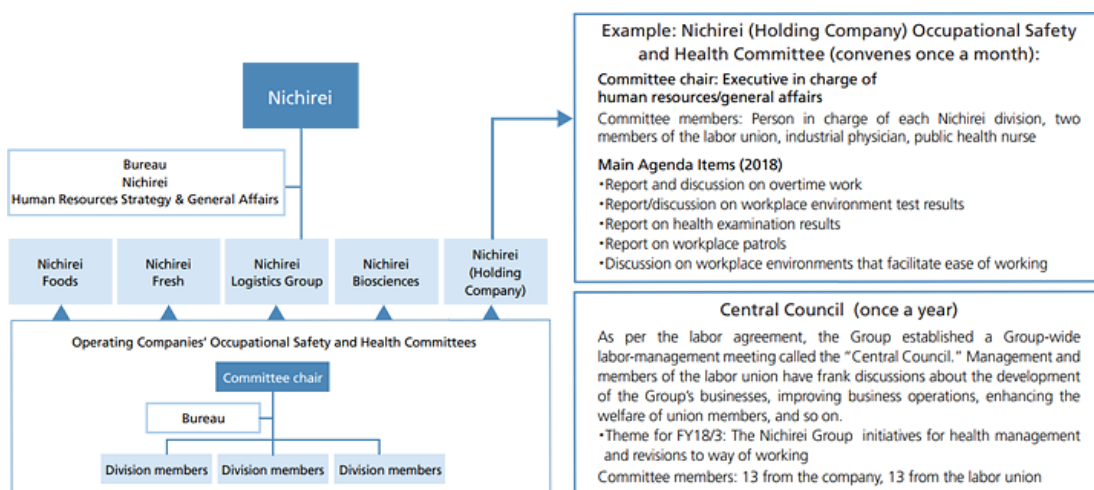 Nichirei
Bureau
Nichirei
Human Resources Strategy & General Affairs
Nichirei
Foods
Nichirei
Fresh
Nichirei
Logistics Group
Nichirei
Biosciences
Nichirei
(Holding
Company)
Operating Companies' Occupational Safety and Health Committees
Committee chair
Bureau
Division members
Division members
Division members
Example: Nichirei (Holding Company) Occupational Safety
and Health Committee (convenes once a month):
Committee chair: Executive in charge of
human resources/general affairs
Committee members: Person in charge of each Nichirei division, two
members of the labor union, industrial physician, public health nurse
Main Agenda Items (2018)
•Report and discussion on overtime work
•Report/discussion on workplace environment test results
•Report on health examination results
•Report on workplace patrols
•Discussion on workplace environments that facilitate ease of working
Central Council (once a year)
As per the labor agreement, the Group established a Group-wide
labor-management meeting called the “Central Council.” Management and
members of the labor union have frank discussions about the development
of the Group's businesses, improving business operations, enhancing the
welfare of union members, and so on.
•Theme for FY18/3: The Nichirei Group initiatives for health management
and revisions to way of working
Committee members: 13 from the company, 13 from the labor union